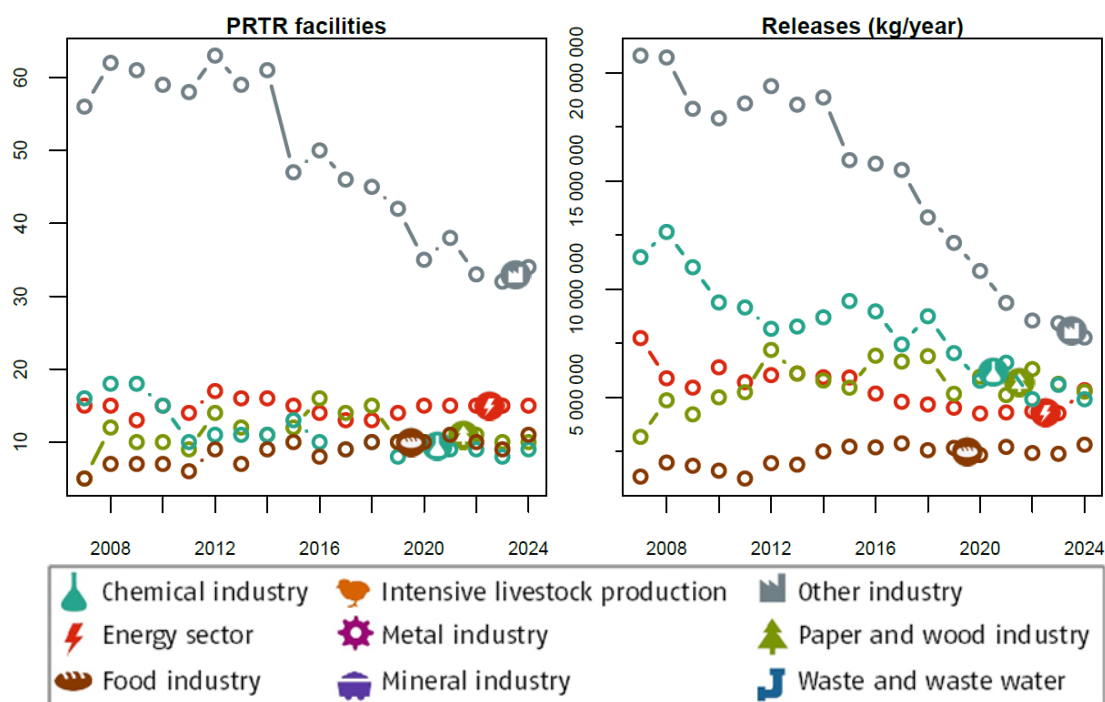 PRTR facilities
Releases (kg/year)
60
50
40
30
20
10
20 000 000
15 000 000
10 000 000
5 000 000
2008 2012 2016 2020 2024
2008 2012 2016 2020 2024
Chemical industry
Intensive livestock production
Other industry
Energy sector
Metal industry
Paper and wood industry
Food industry
Mineral industry
Waste and waste water